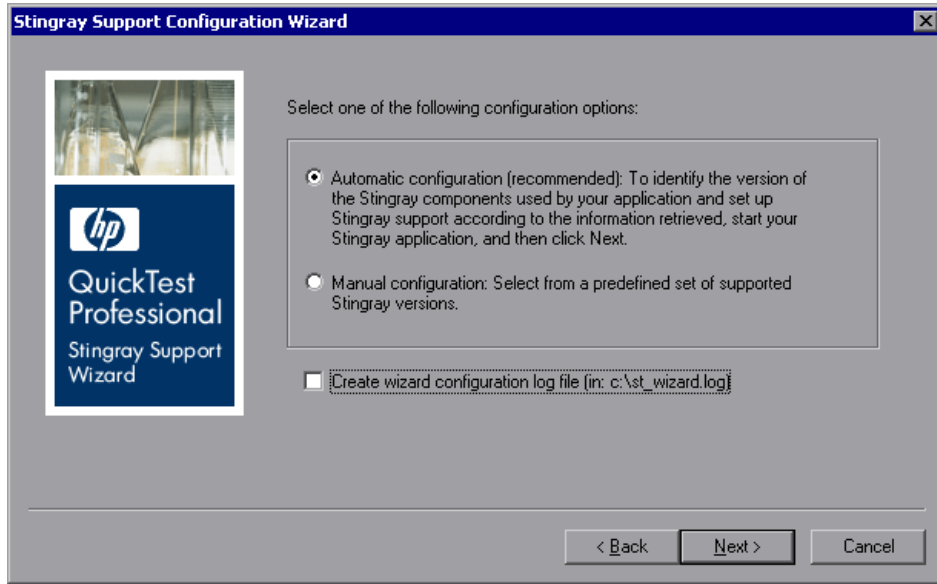 Stingray Support Configuration Wizard
hp
QuickTest
Professional
Stingray Support
Wizard
Select one of the following configuration options:
Automatic configuration (recommended): To identify the version of
the Stingray components used by your application and set up
Stingray support according to the information retrieved, start your
Stingray application, and then click Next.
Manual configuration: Select from a predefined set of supported
Stingray versions.
Create wizard configuration log file (in: c:\st_wizard.log)
< Back
Next >
Cancel